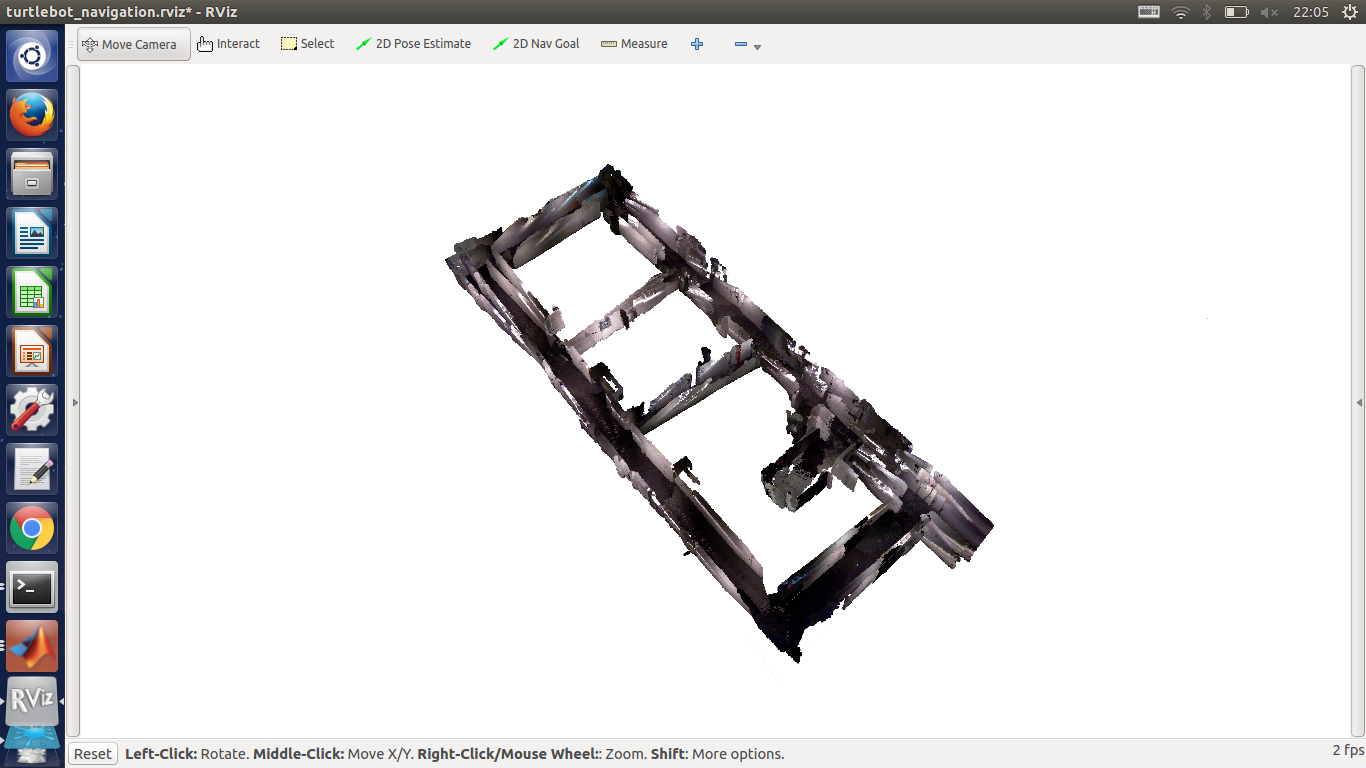 turtlebot_navigation.rviz* - RViz
22:05
Move Camera Interact Select 2D Pose Estimate 2D Nav Goal Measure
>_
RViz
Reset Left-Click: Rotate. Middle-Click: Move X/Y. Right-Click/Mouse Wheel:: Zoom. Shift: More options. 2 fps